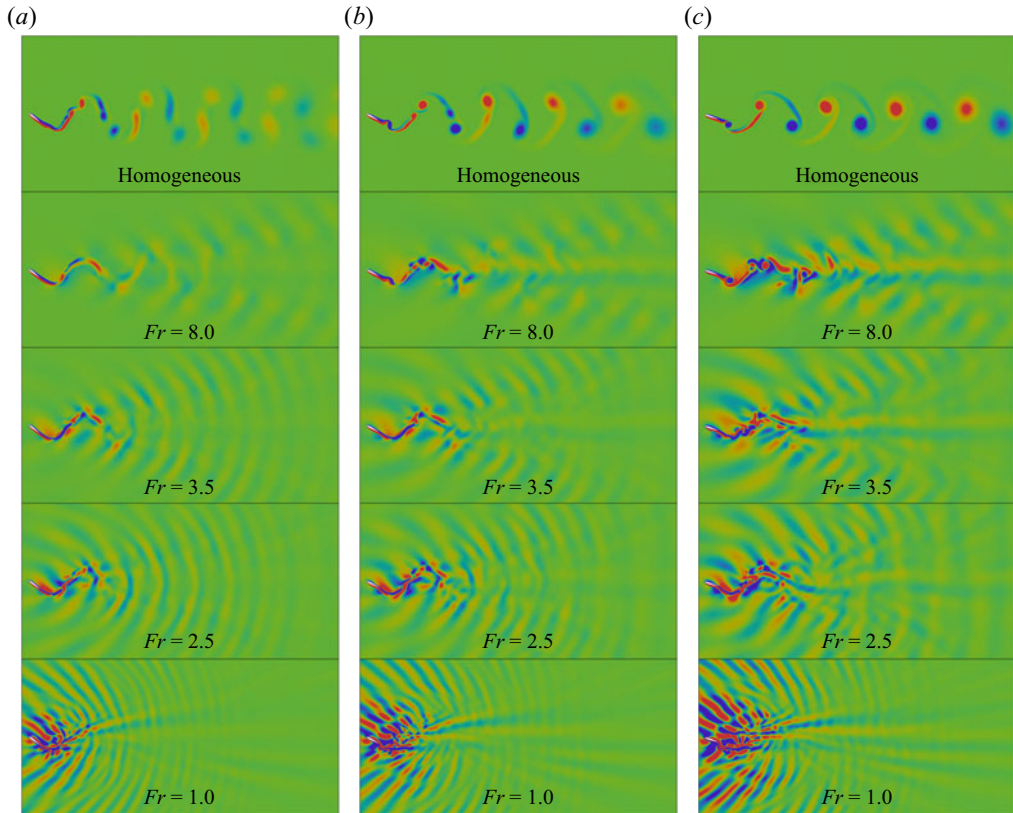 (a) (b) (c)
Homogeneous Homogeneous Homogeneous
Fr = 8.0 Fr = 8.0 Fr = 8.0
Fr = 3.5 Fr = 3.5 Fr = 3.5
Fr = 2.5 Fr = 2.5 Fr = 2.5
Fr = 1.0 Fr = 1.0 Fr = 1.0